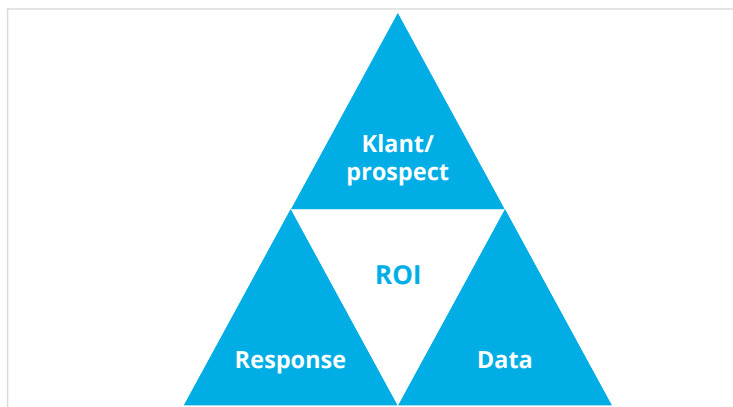 Klant/
prospect
ROI
Response
Data